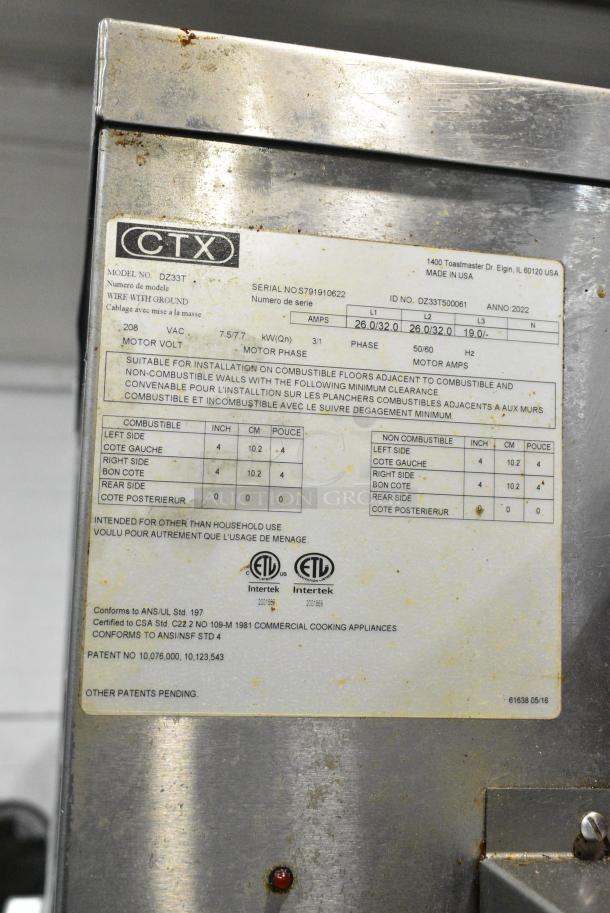 CTX
1400 Toastmaster Dr. Elgin, IL 60120 USA
MADE IN USA
MODEL NO. DZ33T
Numero de modele
SERIAL NO.S791910622
Numero de serie
ID NO. DZ33T500061 ANNO:2022
WIRE WITH GROUND
Cablage avec mise a la masse
L1 L2 L3 N
AMPS 26.0/32.0 26.0/32.0 19.0/-
208 VAC 7.5/7.7 kW(Qn) 3/1 PHASE 50/60 Hz
MOTOR VOLT MOTOR PHASE MOTOR AMPS
SUITABLE FOR INSTALLATION ON COMBUSTIBLE FLOORS ADJACENT TO COMBUSTIBLE AND
NON-COMBUSTIBLE WALLS WITH THE FOLLOWING MINIMUM CLEARANCE
CONVENABLE POUR L'INSTALLTION SUR LES PLANCHERS COMBUSTIBLES ADJACENTS A AUX MURS
COMBUSTIBLE ET INCOMBUSTIBLE AVEC LE SUIVRE DEGAGEMENT MINIMUM
COMBUSTIBLE INCH CM POUCE
LEFT SIDE
COTE GAUCHE 4 10.2 4
RIGHT SIDE
BON COTE 4 10.2 4
REAR SIDE
COTE POSTERIERUR 0 0 0
NON COMBUSTIBLE INCH CM POUCE
LEFT SIDE
COTE GAUCHE 4 10.2 4
RIGHT SIDE
BON COTE 4 10.2 4
REAR SIDE
COTE POSTERIERUR 0 0 0
AUCTION GROUP
INTENDED FOR OTHER THAN HOUSEHOLD USE
VOULU POUR AUTREMENT QUE L'USAGE DE MENAGE.
C ETL US ETL
Intertek Intertek
Conforms to ANS/UL Std. 197
Certified to CSA Std. C22.2 NO 109-M 1981 COMMERCIAL COOKING APPLIANCES
CONFORMS TO ANSI/NSF STD 4
PATENT NO 10,076,000, 10,123,543
OTHER PATENTS PENDING.
61638 05/16